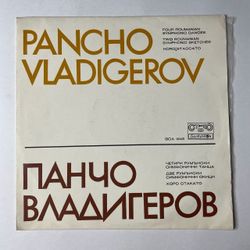 PANCHO
VLADIGEROV
FOUR ROUMANIAN
SYMPHONIC DANCES
TWO ROUMANIAN
SYMPHONIC SKETCHES
HORO STACCATO
ПАНЧО
ВЛАДИГЕРОВ
ЧЕТИРИ РУМЪНСКИ
СИМФОНИЧНИ ТАНЦА
ДВЕ РУМЪНСКИ
СИМФОНИЧНИ СКИЦИ
ХОРО СТАКАТО